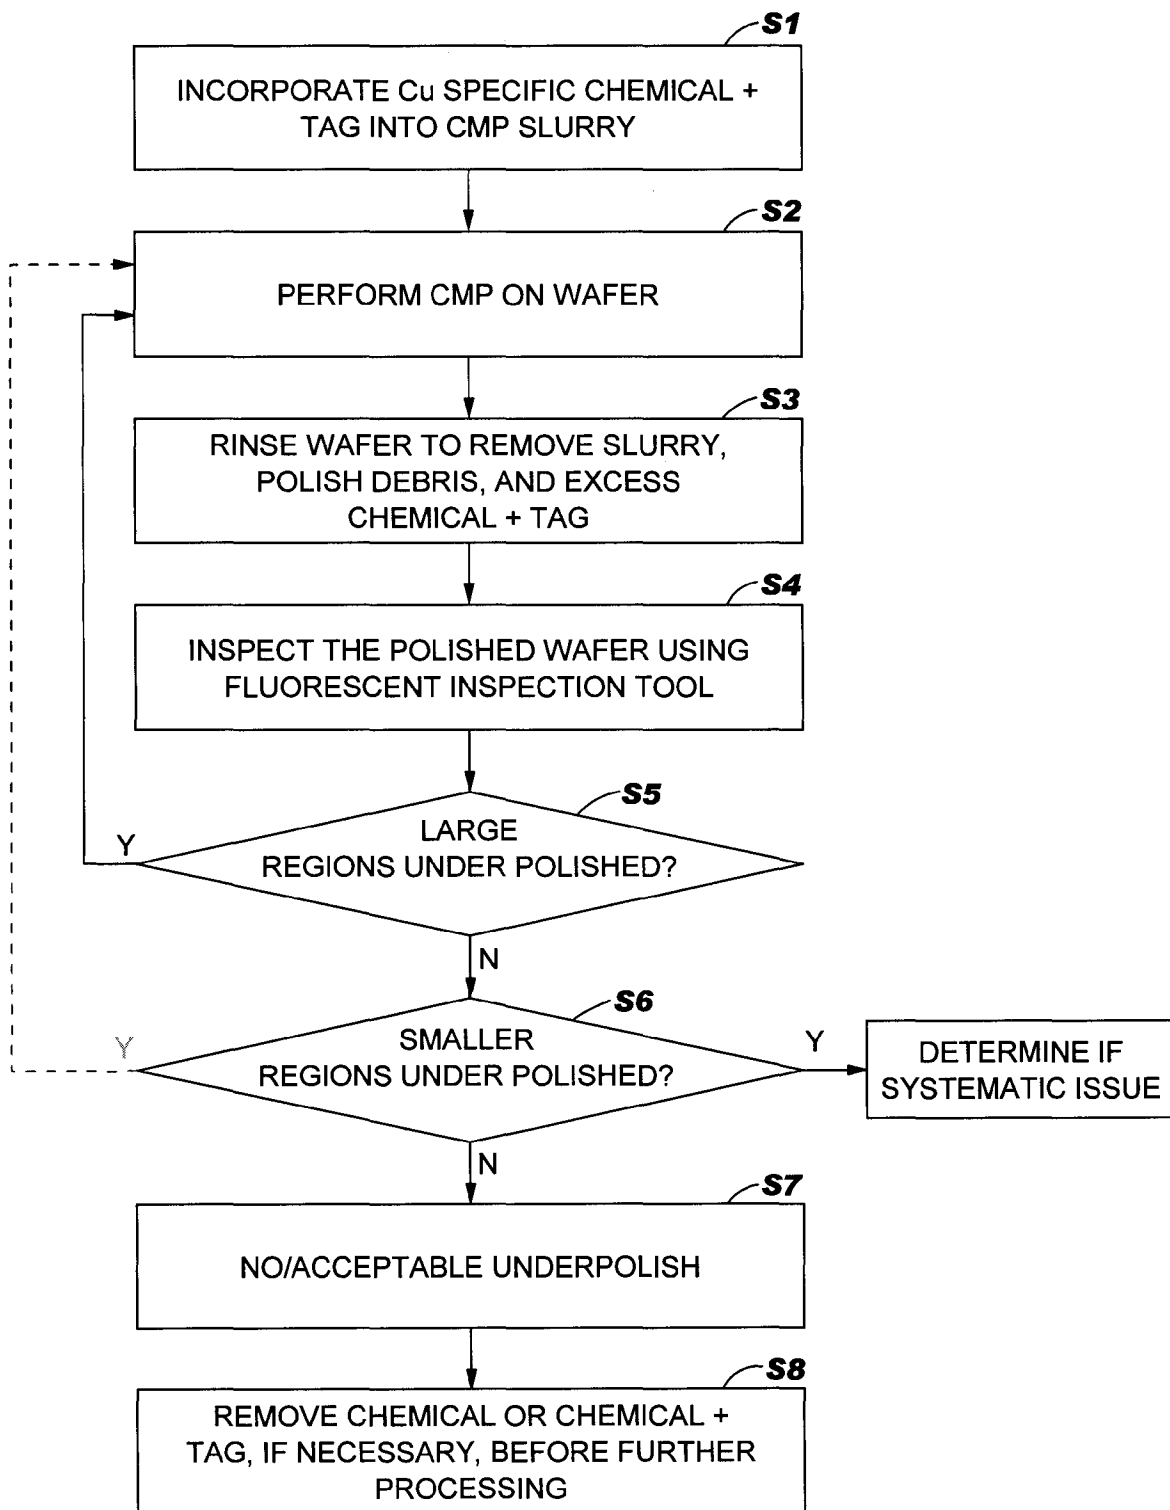 S1
INCORPORATE Cu SPECIFIC CHEMICAL +
TAG INTO CMP SLURRY
S2
PERFORM CMP ON WAFER
S3
RINSE WAFER TO REMOVE SLURRY,
POLISH DEBRIS, AND EXCESS
CHEMICAL + TAG
S4
INSPECT THE POLISHED WAFER USING
FLUORESCENT INSPECTION TOOL
S5
LARGE
REGIONS UNDER POLISHED?
Y
N
S6
SMALLER
REGIONS UNDER POLISHED?
Y
Y
DETERMINE IF
SYSTEMATIC ISSUE
N
S7
NO/ACCEPTABLE UNDERPOLISH
S8
REMOVE CHEMICAL OR CHEMICAL +
TAG, IF NECESSARY, BEFORE FURTHER
PROCESSING